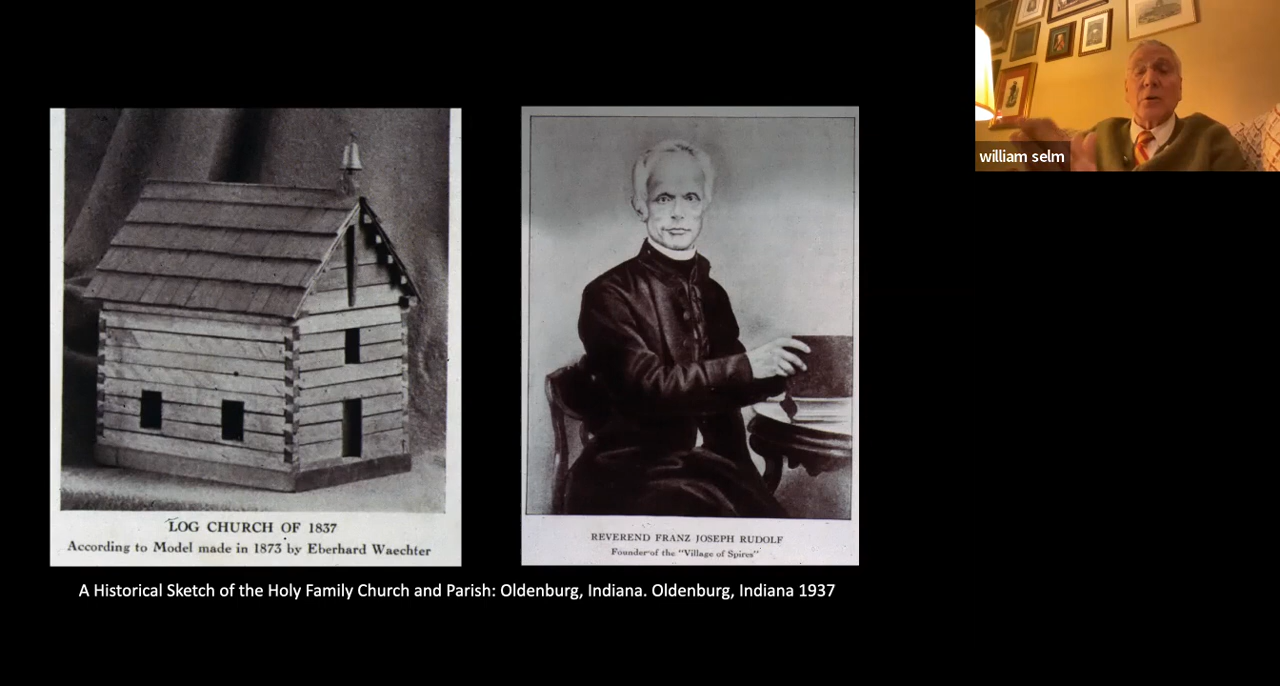 william selm
LOG CHURCH OF 1837
According to Model made in 1873 by Eberhard Waechter
REVEREND FRANZ JOSEPH RUDOLF
Founder of the "Village of Spires"
A Historical Sketch of the Holy Family Church and Parish: Oldenburg, Indiana. Oldenburg, Indiana 1937